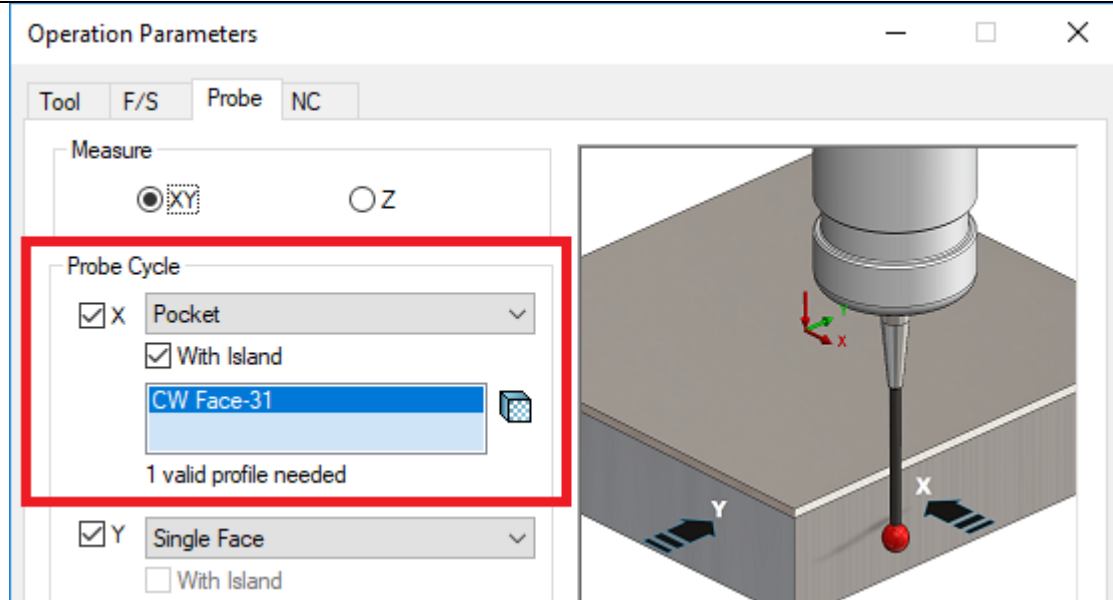 Operation Parameters
Tool F/S Probe NC
Measure
XY Z
Probe Cycle
X Pocket
With Island
CW Face-31
1 valid profile needed
Y Single Face
With Island
Y
X
Y
X